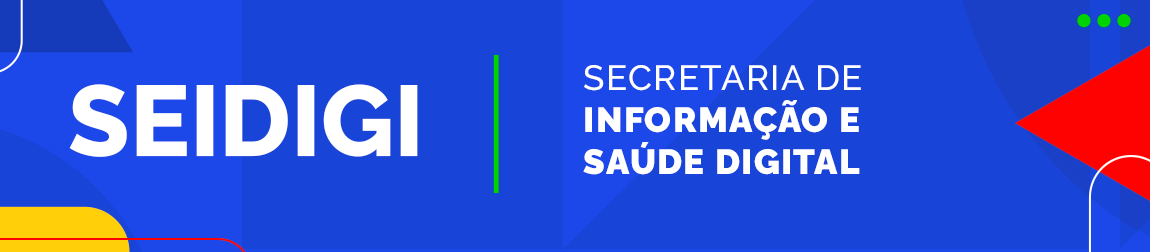 SEIDIGI
SECRETARIA DE
INFORMAÇÃO E
SAÚDE DIGITAL